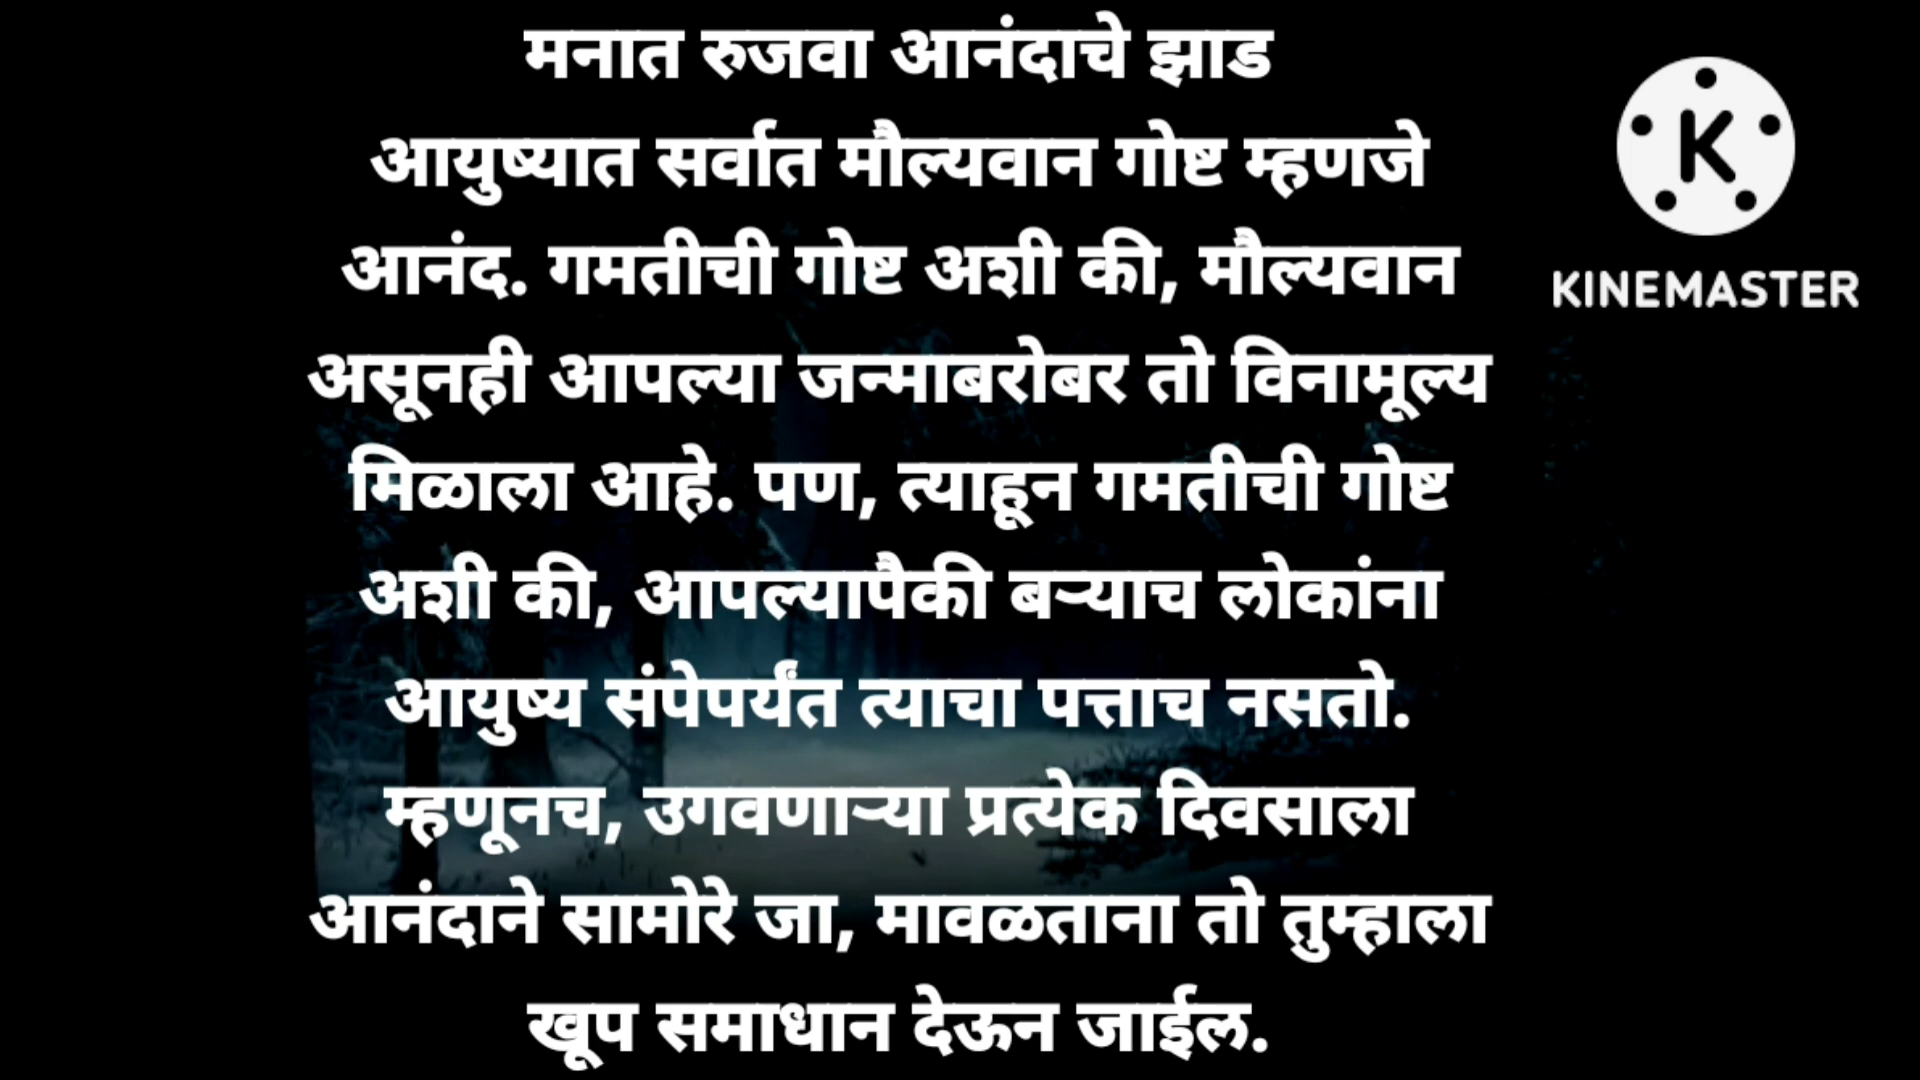 मनात रुजवा आनंदाचे झाड
आयुष्यात सर्वात मौल्यवान गोष्ट म्हणजे
आनंद. गमतीची गोष्ट अशी की, मौल्यवान
असूनही आपल्या जन्माबरोबर तो विनामूल्य
मिळाला आहे. पण, त्याहून गमतीची गोष्ट
अशी की, आपल्यापैकी बऱ्याच लोकांना
आयुष्य संपेपर्यंत त्याचा पत्ताच नसतो.
म्हणूनच, उगवणाऱ्या प्रत्येक दिवसाला
आनंदाने सामोरे जा, मावळताना तो तुम्हाला
खूप समाधान देऊन जाईल.
K
KINEMASTER